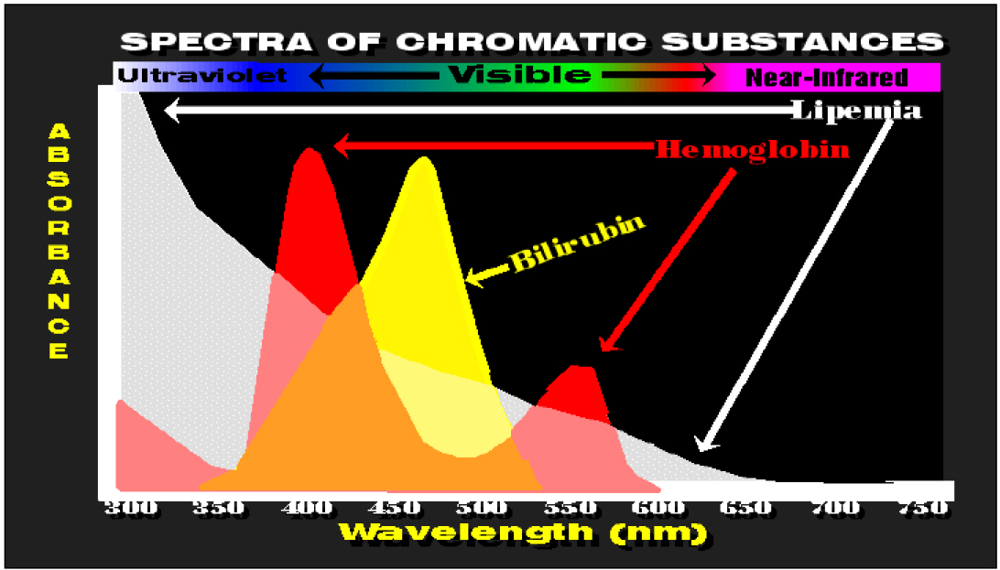 SPECTRA OF CHROMATIC SUBSTANCES
Ultraviolet Visible Near-Infrared
Lipemia
Hemoglobin
Bilirubin
ABSORBANCE
300 350 400 450 500 550 600 650 700 750
Wavelength (nm)